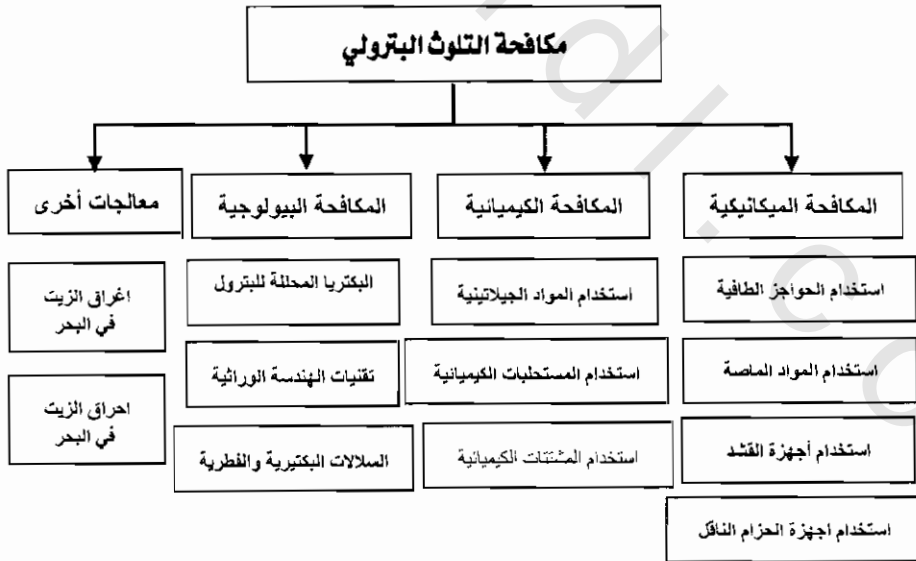 مكافحة التلوث البترولي
المكافحة الميكانيكية
المكافحة الكيميائية
المكافحة البيولوجية
معالجات أخرى
استخدام الحواجز الطافية
استخدام المواد الماصة
استخدام أجهزة القشد
استخدام اجهزة الحزام الناقل
استخدام المواد الجيلاتينية
استخدام المستحلبات الكيميائية
استخدام المشتتات الكيميائية
البكتريا المحللة للبترول
تقنيات الهندسة الوراثية
السلالات البكتيرية والفطرية
اغراق الزيت
في البحر
احراق الزيت
في البحر